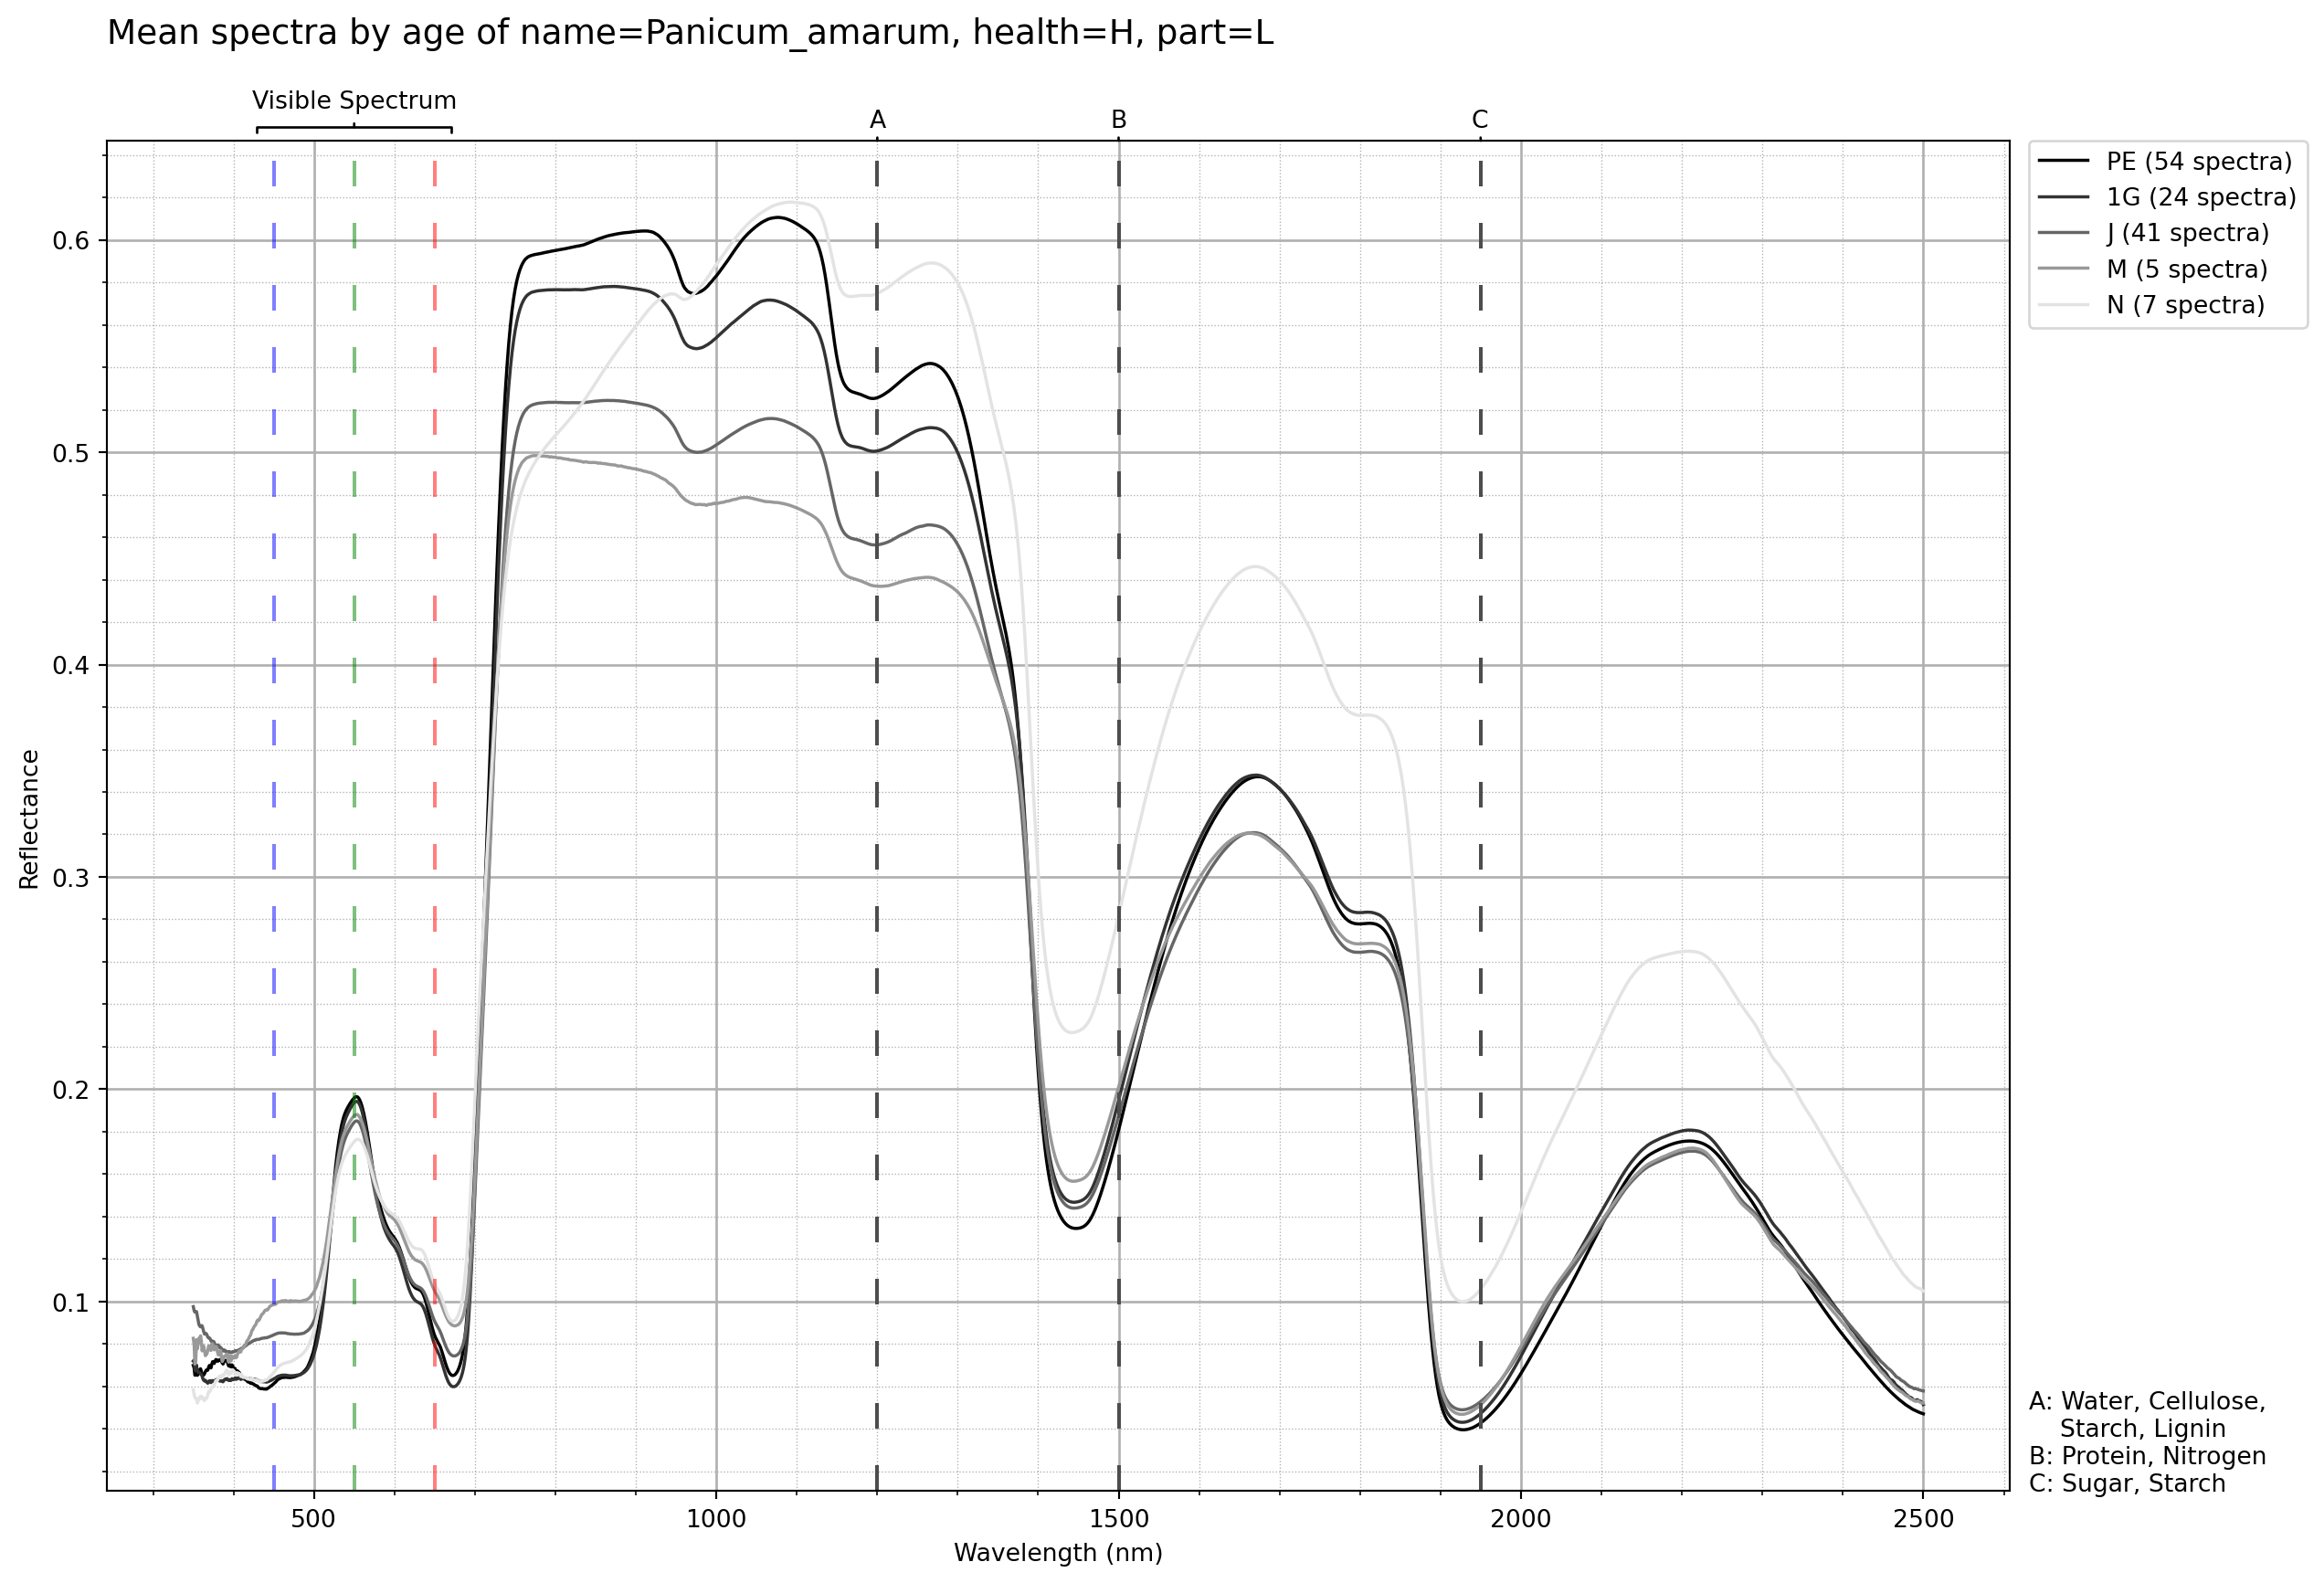 Mean spectra by age of name=Panicum_amarum, health=H, part=L
Visible Spectrum
A
B
C
PE (54 spectra)
1G (24 spectra)
J (41 spectra)
M (5 spectra)
N (7 spectra)
Reflectance
0.6
0.5
0.4
0.3
0.2
0.1
500
1000
1500
2000
2500
Wavelength (nm)
A: Water, Cellulose,
Starch, Lignin
B: Protein, Nitrogen
C: Sugar, Starch